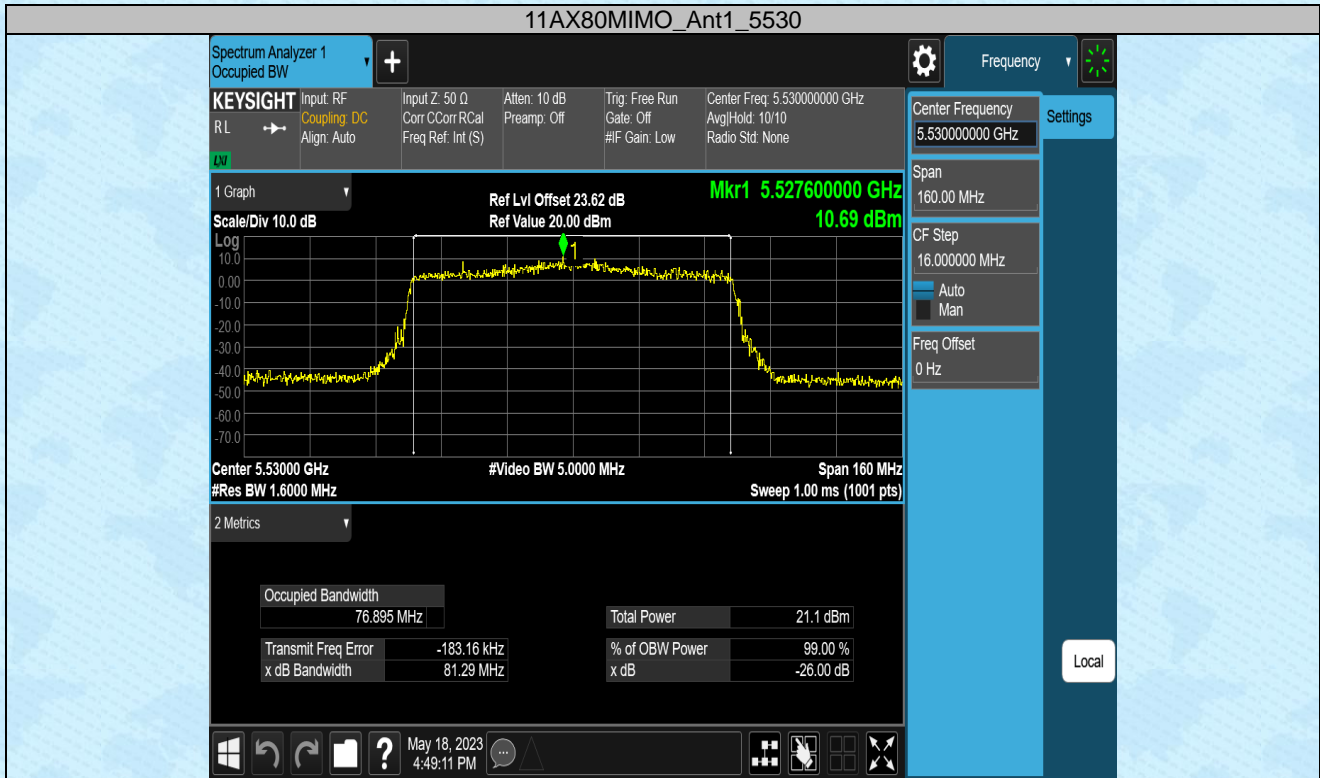 11AX80MIMO_Ant1_5530
Spectrum Analyzer 1
Occupied BW
Frequency
KEYSIGHT
R L
LXI
Input: RF
Coupling: DC
Align: Auto
Input Z: 50 Ω
Corr CCorr RCal
Freq Ref: Int (S)
Atten: 10 dB
Preamp: Off
Trig: Free Run
Gate: Off
#IF Gain: Low
Center Freq: 5.530000000 GHz
Avg|Hold: 10/10
Radio Std: None
Center Frequency
5.530000000 GHz
Settings
Span
160.00 MHz
CF Step
16.000000 MHz
Auto
Man
Freq Offset
0 Hz
1 Graph
Scale/Div 10.0 dB
Ref Lvl Offset 23.62 dB
Ref Value 20.00 dBm
Mkr1 5.527600000 GHz
10.69 dBm
Log
1
10.0
0.00
-10.0
-20.0
-30.0
-40.0
-50.0
-60.0
-70.0
Center 5.53000 GHz
#Video BW 5.0000 MHz
Span 160 MHz
#Res BW 1.6000 MHz
Sweep 1.00 ms (1001 pts)
2 Metrics
Occupied Bandwidth
76.895 MHz
Total Power 21.1 dBm
Transmit Freq Error -183.16 kHz
% of OBW Power 99.00 %
x dB Bandwidth 81.29 MHz
x dB -26.00 dB
Local
?
May 18, 2023
4:49:11 PM